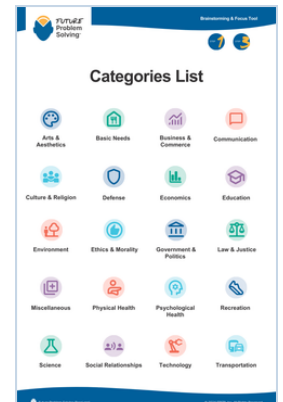 FUTURE
Problem
Solving
Brainstorming & Focus Tool
1
3
Categories List
Arts &
Aesthetics
Basic Needs
Business &
Commerce
Communication
Culture & Religion
Defense
Economics
Education
Environment
Ethics & Morality
Government &
Politics
Law & Justice
Miscellaneous
Physical Health
Psychological
Health
Recreation
Science
Social Relationships
Technology
Transportation